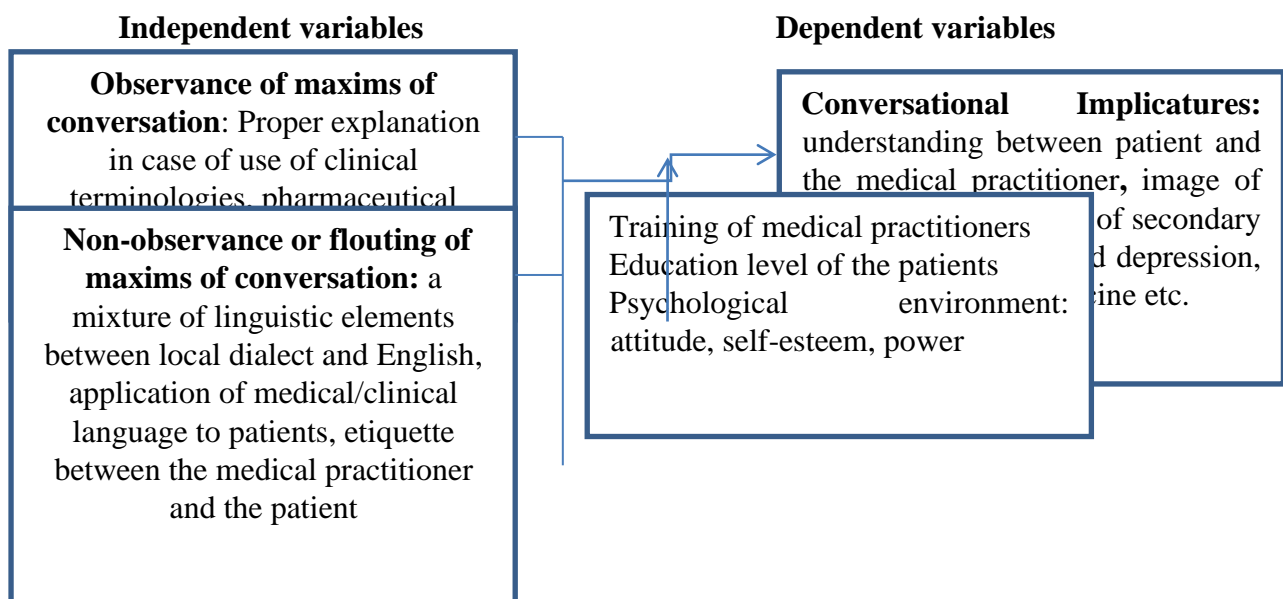 Independent variables
Observance of maxims of
conversation: Proper explanation
in case of use of clinical
terminologies, pharmaceutical
Non-observance or flouting of
maxims of conversation: a
mixture of linguistic elements
between local dialect and English,
application of medical/clinical
language to patients, etiquette
between the medical practitioner
and the patient
Dependent variables
Conversational Implicatures:
understanding between patient and
the medical practitioner, image of
of secondary
depression,
etc.
Training of medical practitioners
Education level of the patients
Psychological environment:
attitude, self-esteem, power